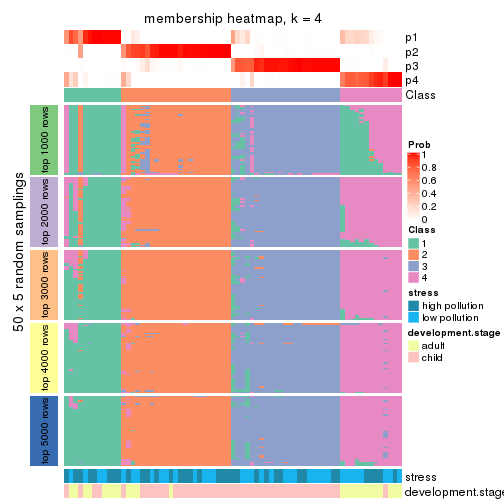 membership heatmap, k = 4
p1
p2
p3
p4
Class
50 x 5 random samplings
top 1000 rows
top 2000 rows
top 3000 rows
top 4000 rows
top 5000 rows
stress
development.stage
Prob
1
0.8
0.6
0.4
0.2
0
Class
1
2
3
4
stress
high pollution
low pollution
development.stage
adult
child